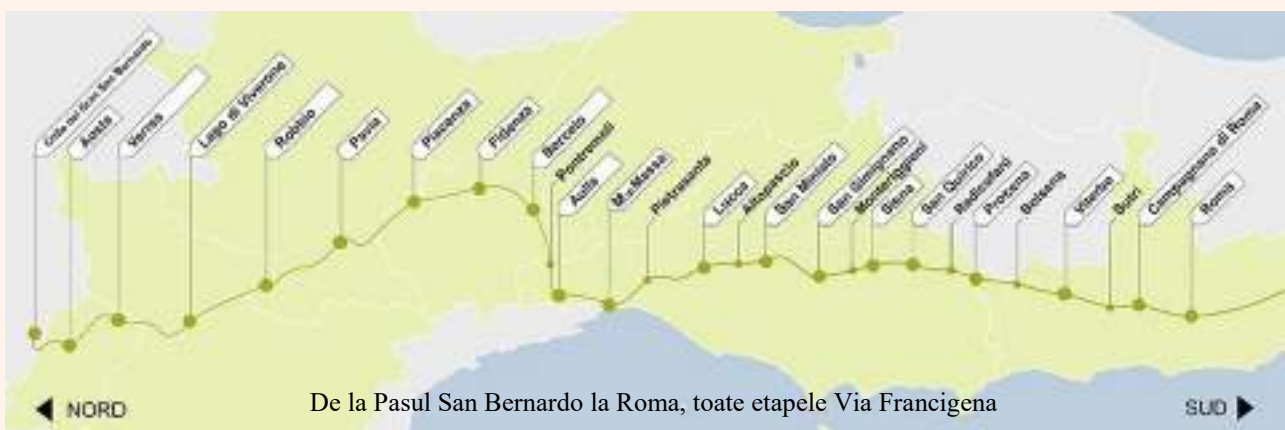 Colle del Gran San Bernardo
Aosta
Verres
Lago di Viverone
Robbio
Pavia
Piacenza
Fidenza
Berceto
Pontremoli
Aulla
Massa
Pietrasanta
Lucca
Altopascio
San Miniato
San Gimignano
Monteriggioni
Siena
San Quirico
Radicofani
Proceno
Bolsena
Viterbo
Sutri
Campagnano di Roma
Roma
NORD
De la Pasul San Bernardo la Roma, toate etapele Via Francigena
SUD